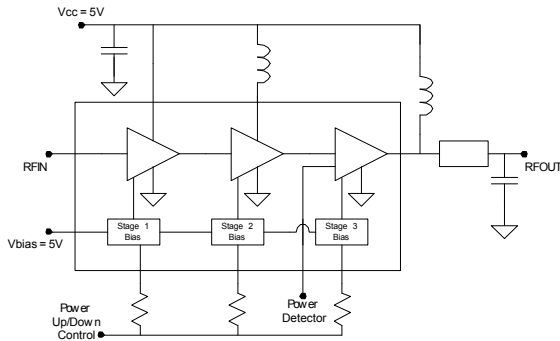 Vcc = 5V
RFIN
RFOUT
Stage 1
Bias
Stage 2
Bias
Stage 3
Bias
Vbias = 5V
Power
Up/Down
Control
Power
Detector